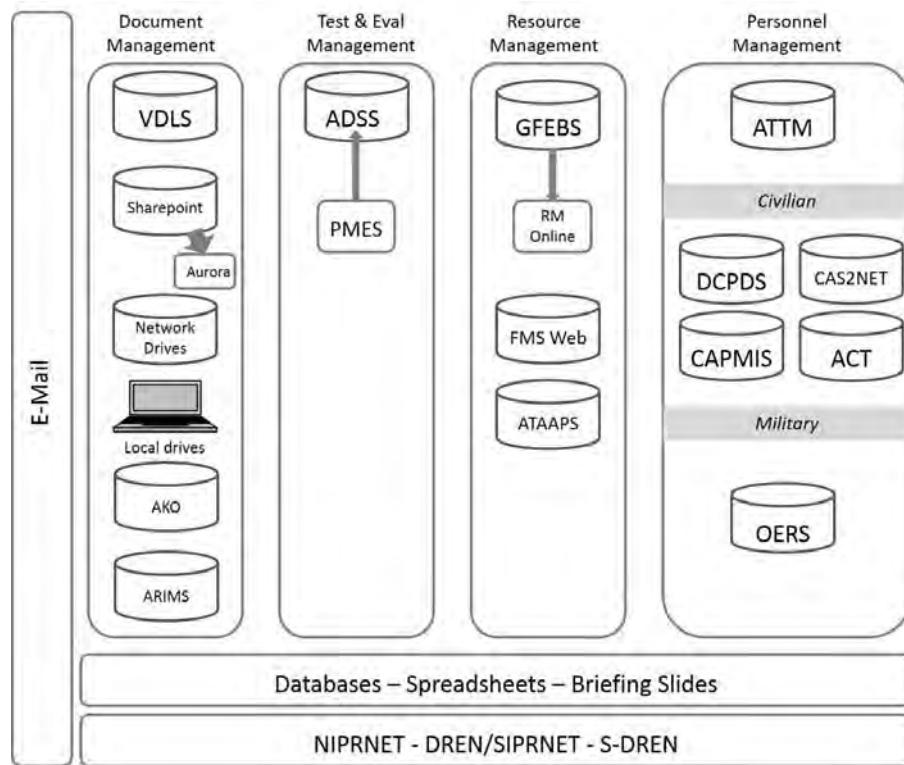 E-Mail
Document
Management
VDLS
Sharepoint
Aurora
Network
Drives
Local drives
AKO
ARIMS
Test & Eval
Management
ADSS
PMES
Resource
Management
GFEBS
RM
Online
FMS Web
ATAAPS
Personnel
Management
ATTM
Civilian
DCPDS
CAS2NET
CAPMIS
ACT
Military
OERS
Databases – Spreadsheets – Briefing Slides
NIPRNET - DREN/SIPRNET - S-DREN